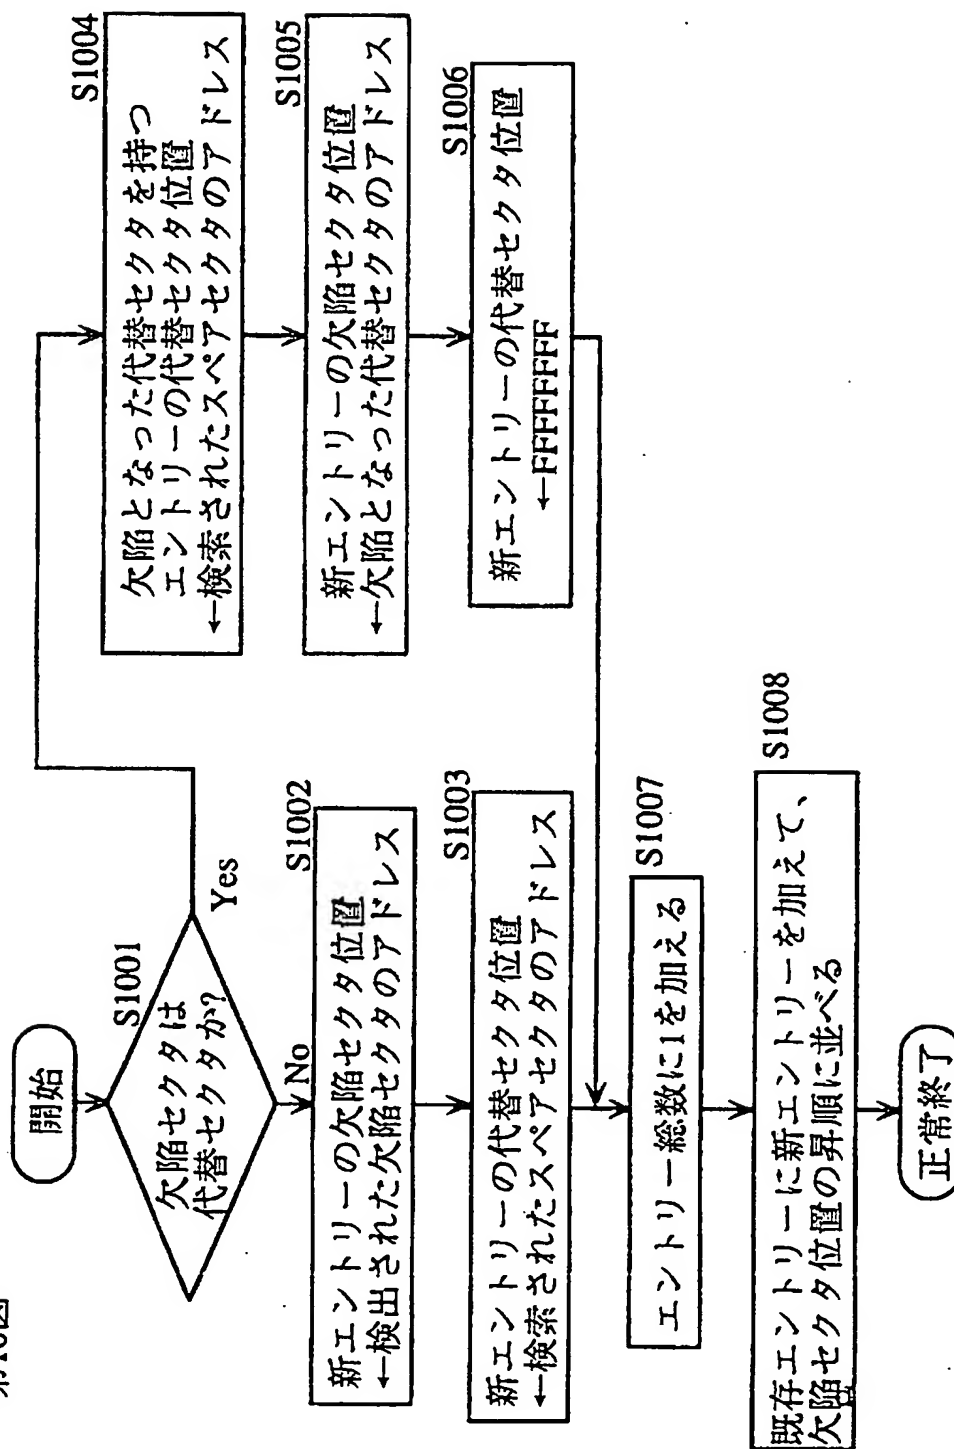 開始
S1001
欠陥セクタは
代替セクタか?
Yes
No
S1002
新エントリーの欠陥セクタ位置
←検出された欠陥セクタのアドレス
S1003
新エントリーの代替セクタ位置
←検索されたスペアセクタのアドレス
S1004
欠陥となった代替セクタを持つ
エントリーの代替セクタ位置
←検索されたスペアセクタのアドレス
S1005
新エントリーの欠陥セクタ位置
←欠陥となった代替セクタのアドレス
S1006
新エントリーの代替セクタ位置
←FFFFFFFF
S1007
エントリー総数に1を加える
S1008
既存エントリーに新エントリーを加えて、
欠陥セクタ位置の昇順に並べる
正常終了